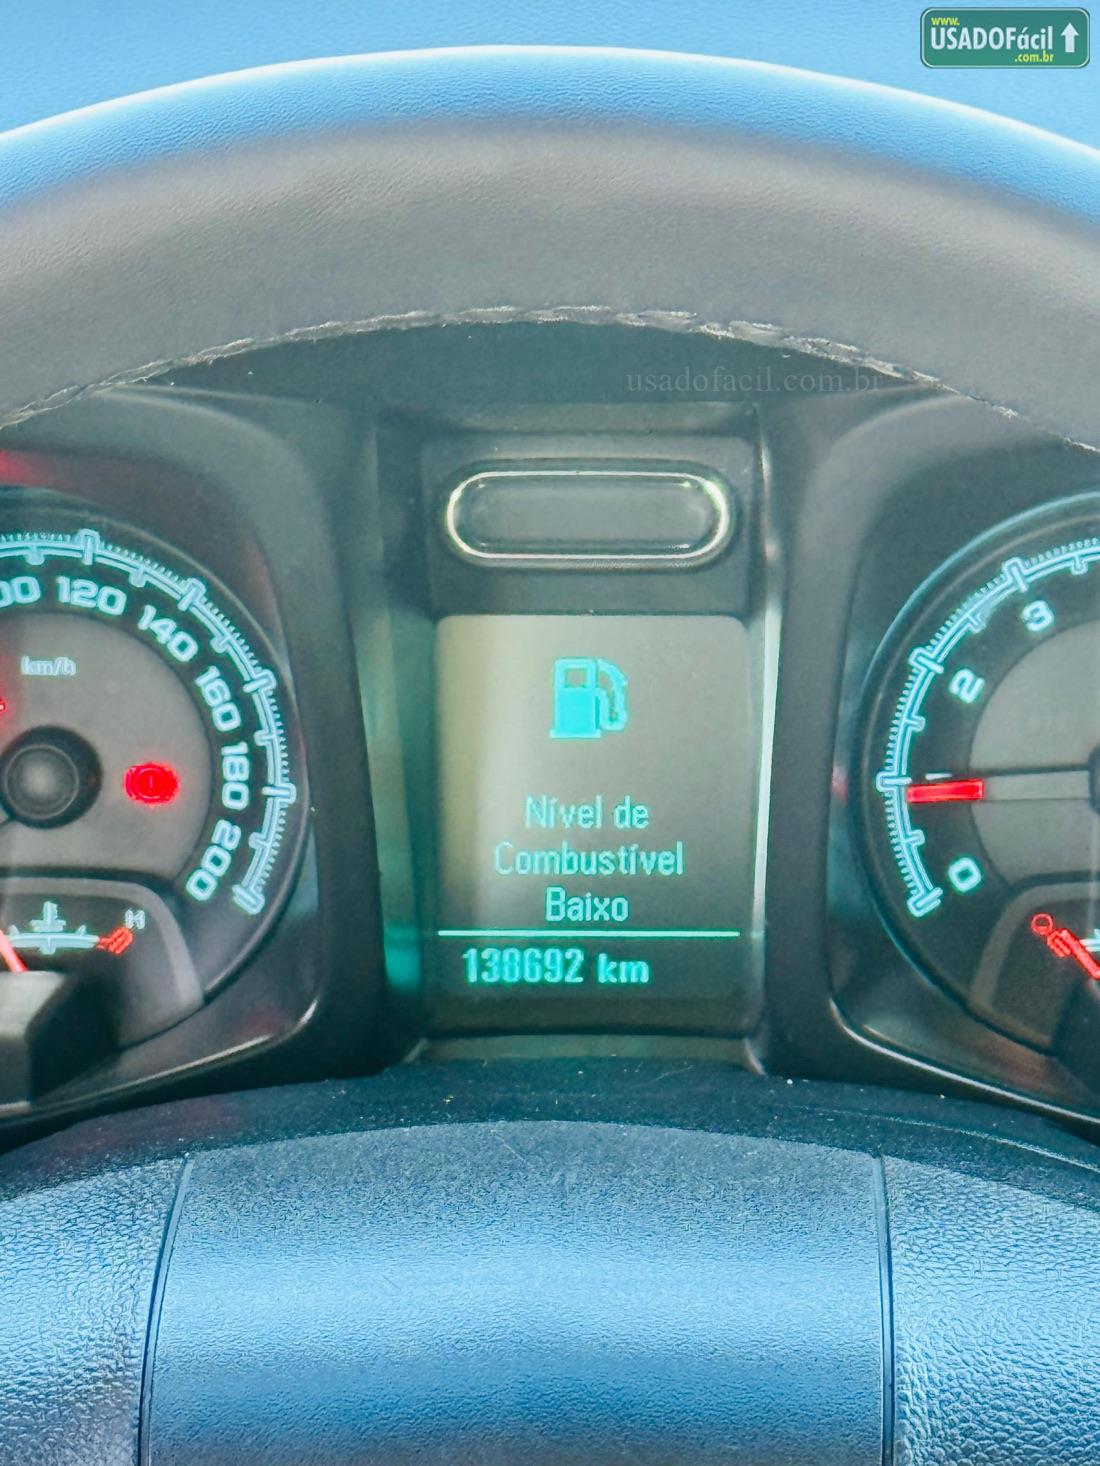 www.
USADOFácil
.com.br
usadofacil.com.br
120
140
160
180
200
km/h
H
Nível de
Combustível
Baixo
138692 km
3
2
1
0